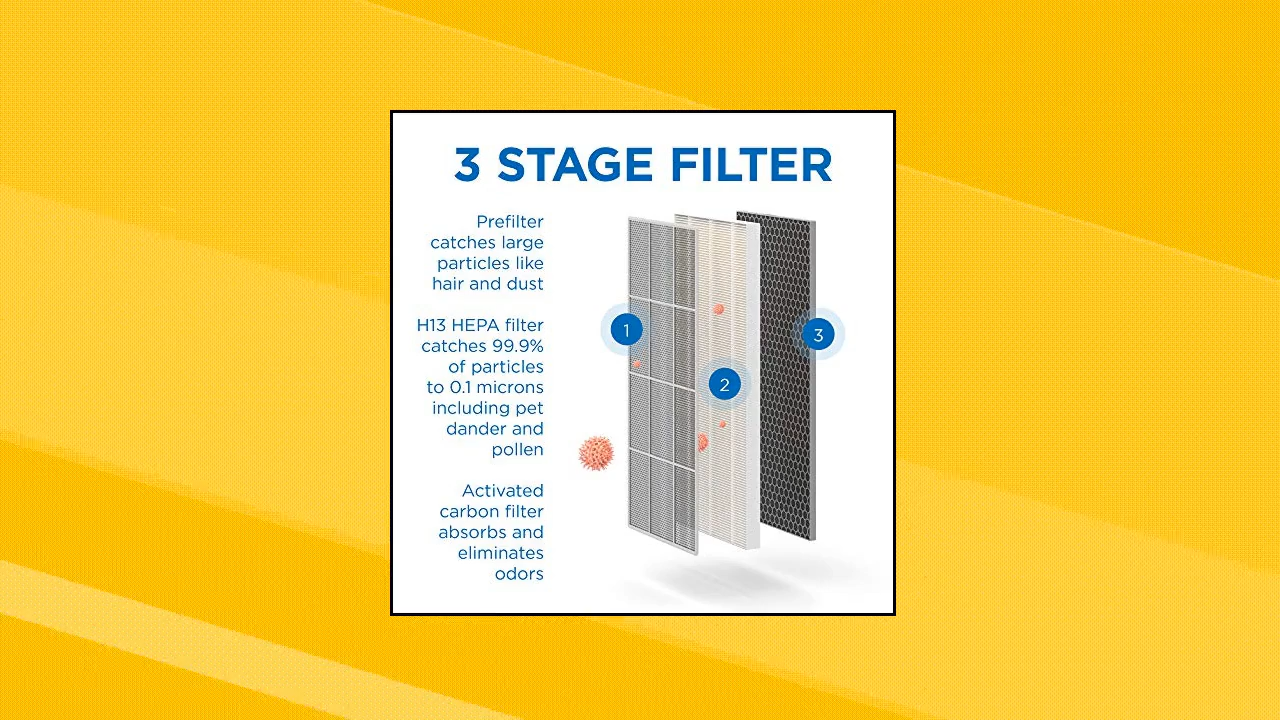 3 STAGE FILTER
Prefilter
catches large
particles like
hair and dust
H13 HEPA filter
catches 99.9%
of particles
to 0.1 microns
including pet
dander and
pollen
Activated
carbon filter
absorbs and
eliminates
odors
1
2
3